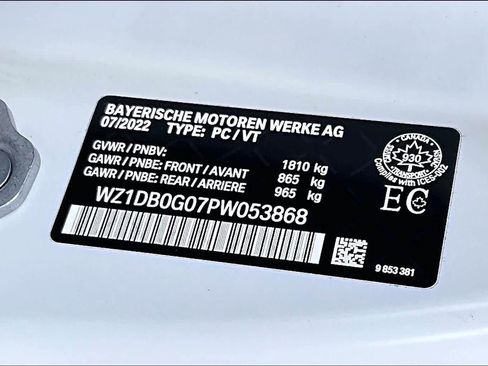 BAYERISCHE MOTOREN WERKE AG
07/2022 TYPE: PC/VT
GVWR/PNBV: 1810 kg
GAWR/PNBE: FRONT/AVANT 865 kg
GAWR/PNBE: REAR/ARRIERE 965 kg
WZ1DB0G07PW053868
CANADA
930
TRANSPORT
Complies with ICES-002
EC
9 853 381